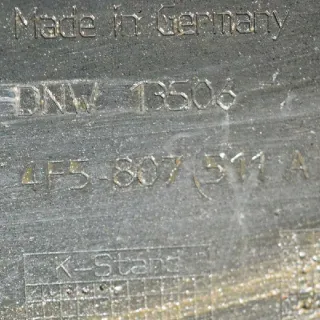 Made in Germany
DNW 13506
4F5 807 511 A
K-Stand